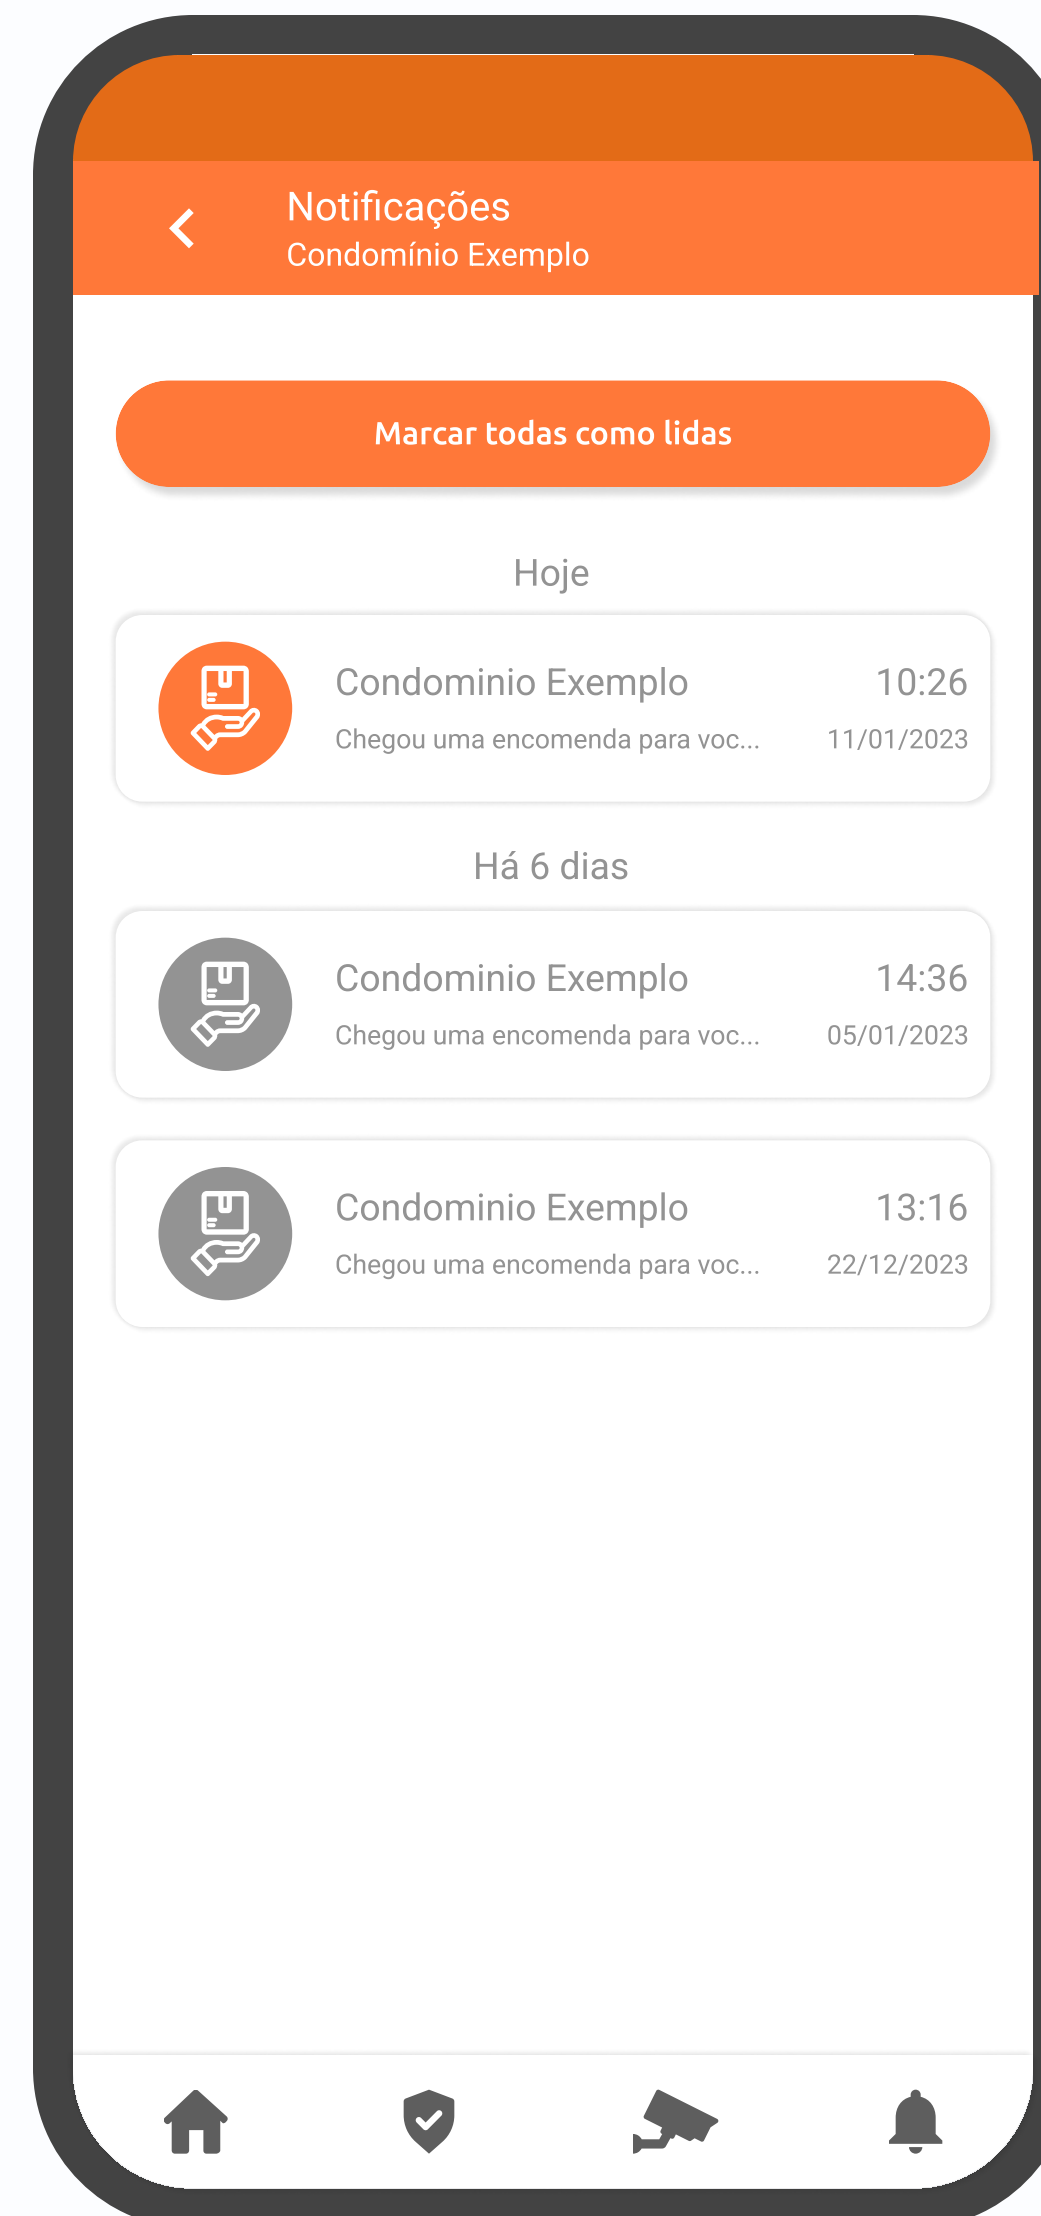 Notificações
Condomínio Exemplo
Marcar todas como lidas
Hoje
Condominio Exemplo 10:26
Chegou uma encomenda para voc... 11/01/2023
Há 6 dias
Condominio Exemplo 14:36
Chegou uma encomenda para voc... 05/01/2023
Condominio Exemplo 13:16
Chegou uma encomenda para voc... 22/12/2023